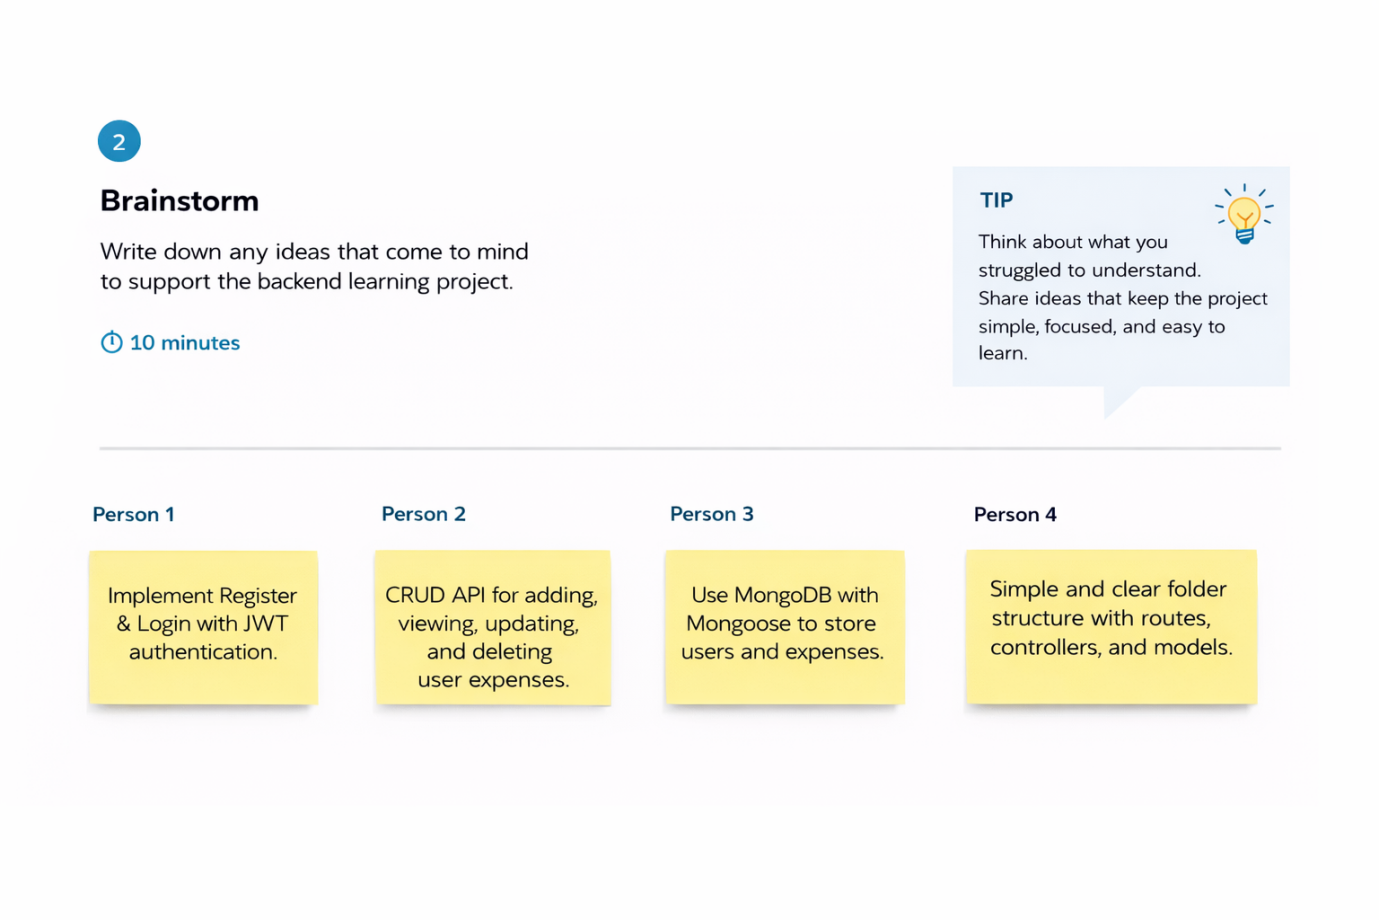 2
Brainstorm
Write down any ideas that come to mind
to support the backend learning project.
10 minutes
TIP
Think about what you
struggled to understand.
Share ideas that keep the project
simple, focused, and easy to
learn.
Person 1
Implement Register
& Login with JWT
authentication.
Person 2
CRUD API for adding,
viewing, updating,
and deleting
user expenses.
Person 3
Use MongoDB with
Mongoose to store
users and expenses.
Person 4
Simple and clear folder
structure with routes,
controllers, and models.